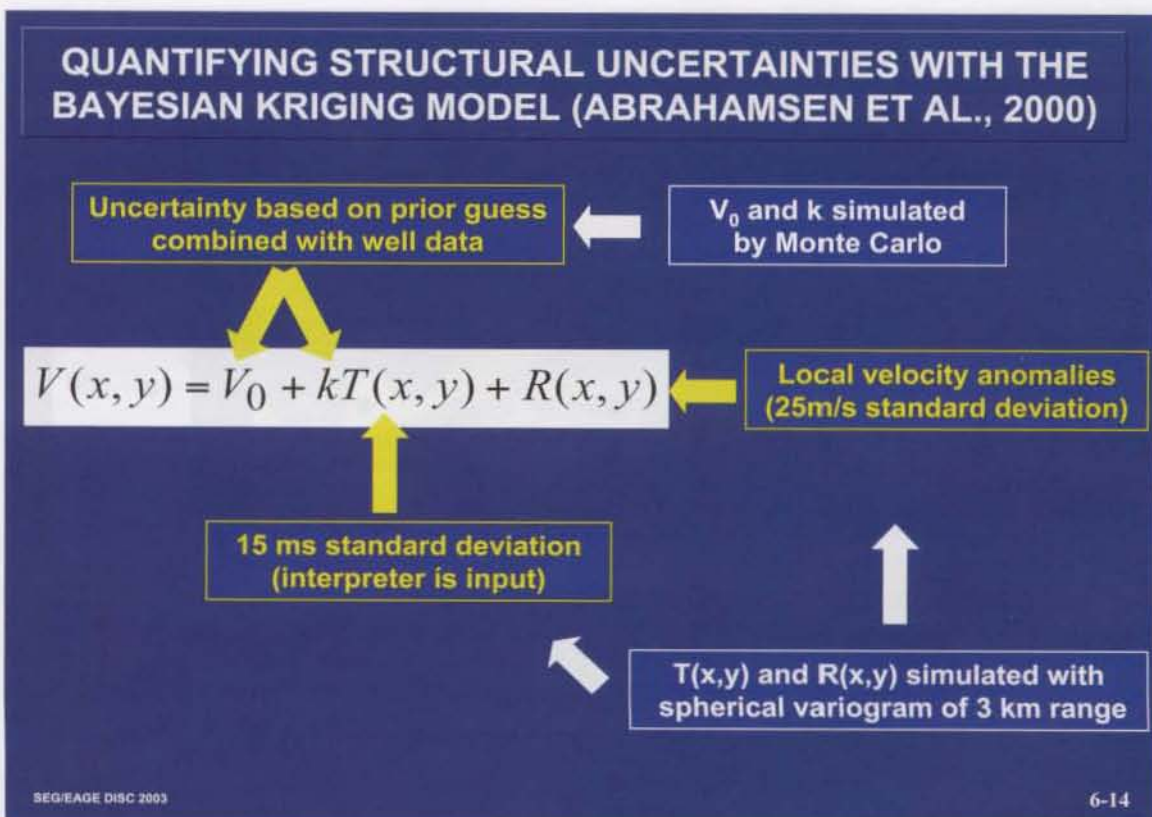 QUANTIFYING STRUCTURAL UNCERTAINTIES WITH THE
BAYESIAN KRIGING MODEL (ABRAHAMSEN ET AL., 2000)
Uncertainty based on prior guess
combined with well data
V₀ and k simulated
by Monte Carlo
V(x, y) = V₀ + kT(x, y) + R(x, y)
Local velocity anomalies
(25m/s standard deviation)
15 ms standard deviation
(interpreter is input)
T(x,y) and R(x,y) simulated with
spherical variogram of 3 km range
SEG/EAGE DISC 2003
6-14